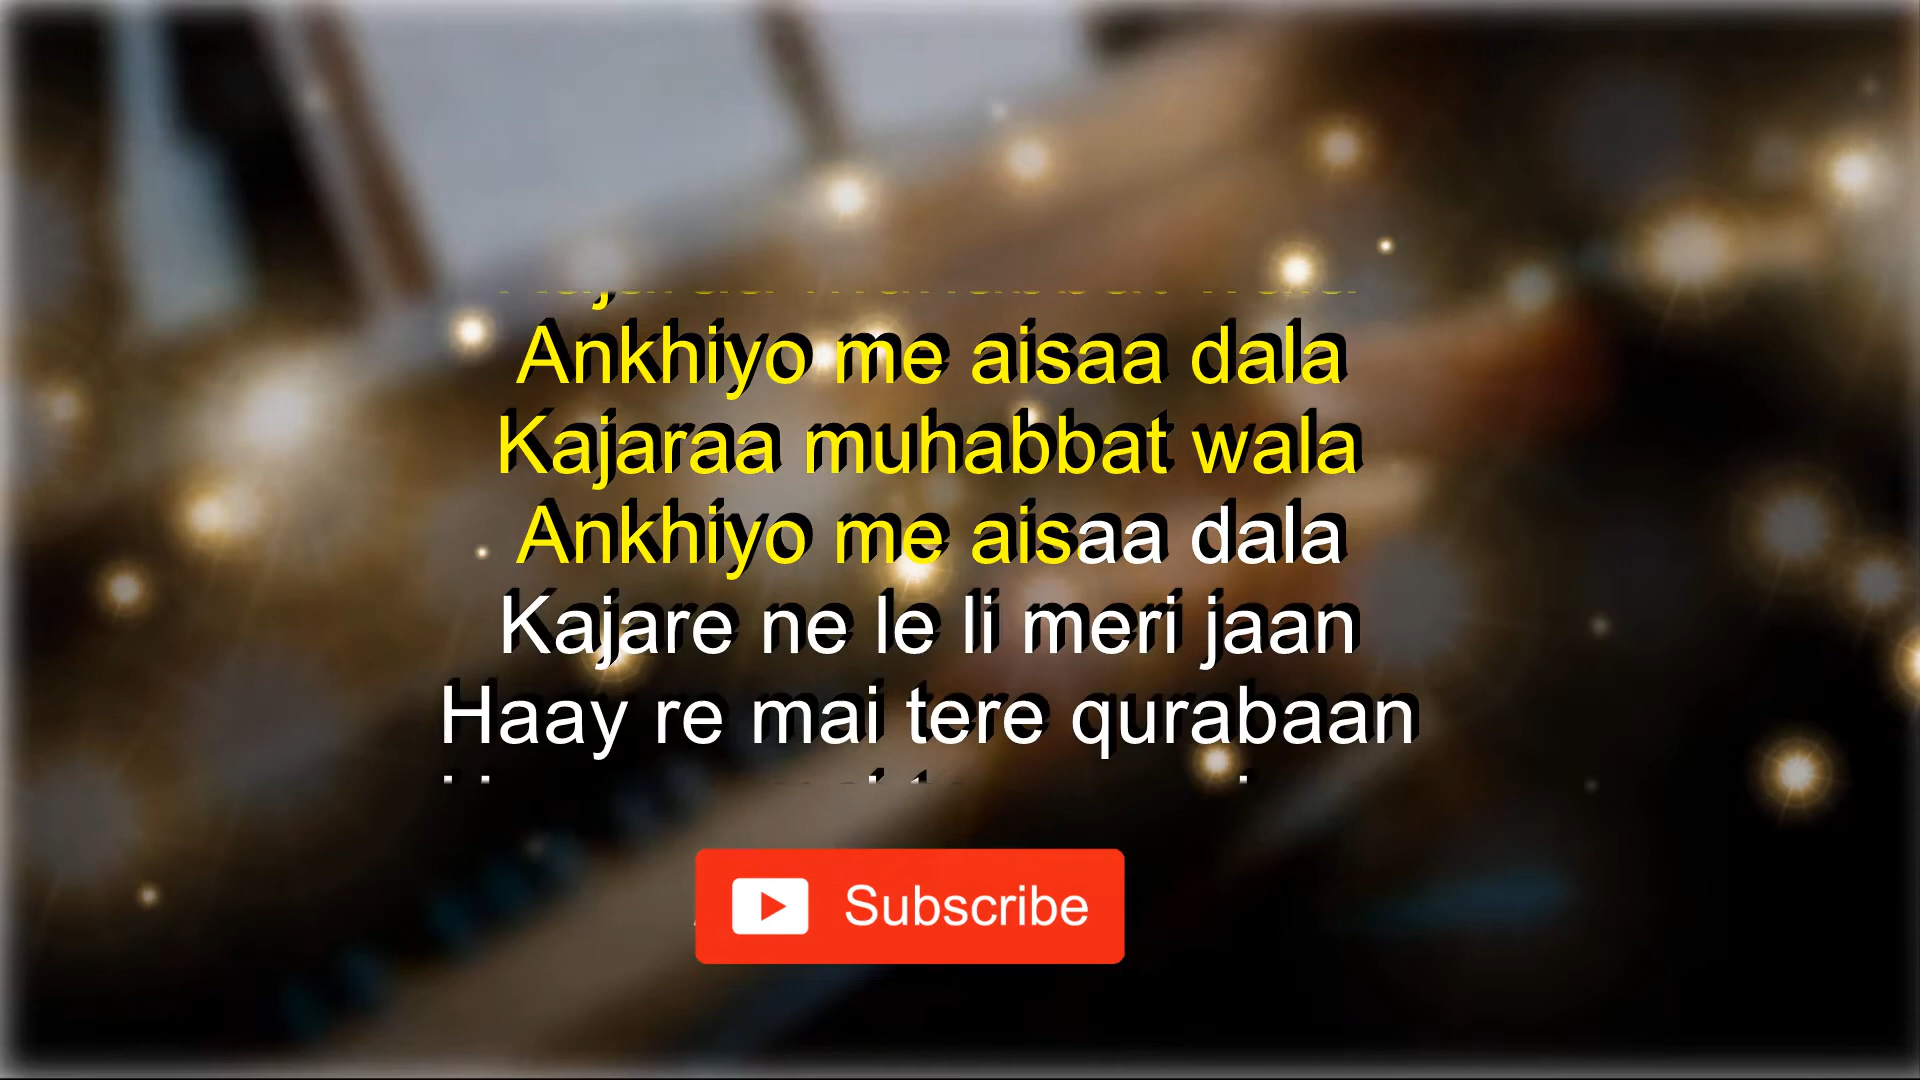 Ankhiyo me aisaa dala
Kajaraa muhabbat wala
Ankhiyo me aisaa dala
Kajare ne le li meri jaan
Haay re mai tere qurabaan
Subscribe